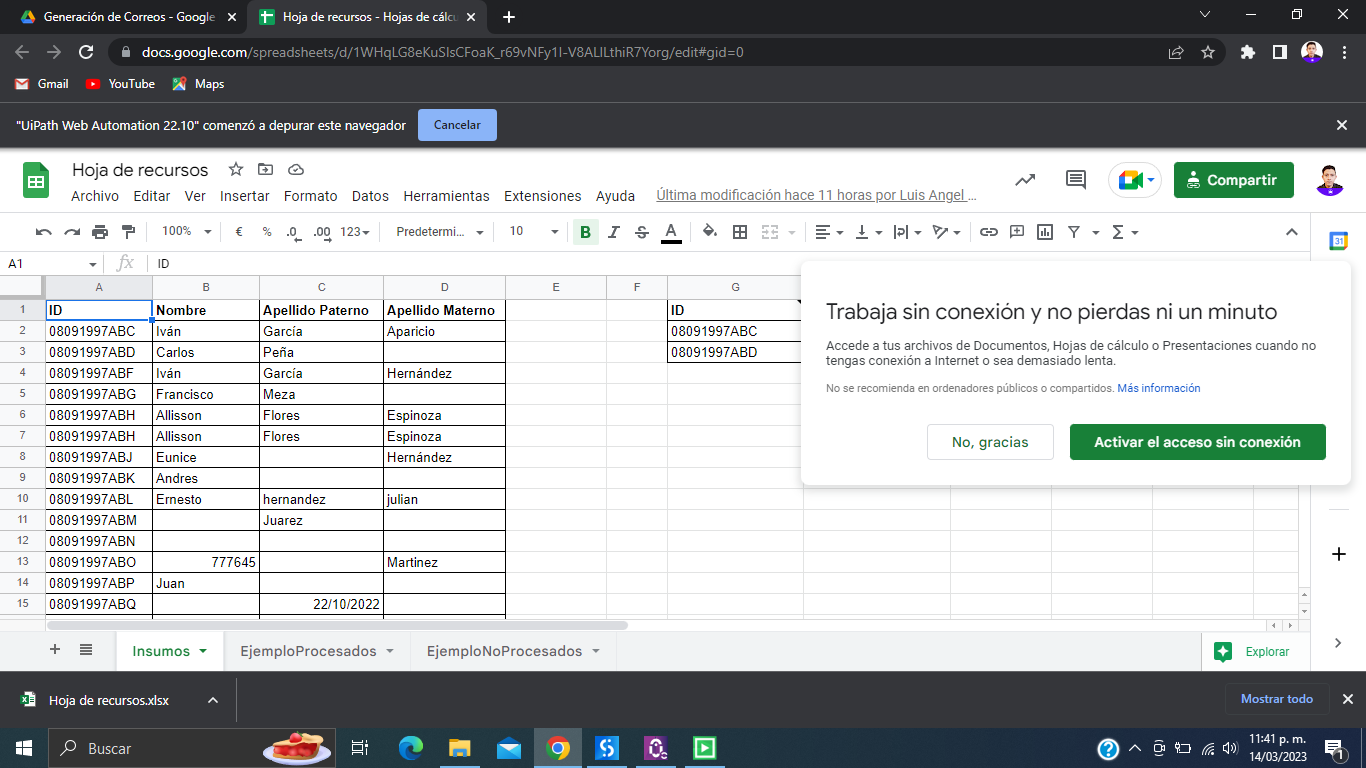 Generación de Correos - Google
Hoja de recursos - Hojas de cálcu
docs.google.com/spreadsheets/d/1WHqLG8eKuSlsCFoaK_r69vNFy1I-V8ALlLthiR7Yorg/edit#gid=0
Gmail YouTube Maps
"UiPath Web Automation 22.10" comenzó a depurar este navegador Cancelar
Hoja de recursos
Archivo Editar Ver Insertar Formato Datos Herramientas Extensiones Ayuda Última modificación hace 11 horas por Luis Angel ...
Compartir
100% € % .0 .00 123 Predetermi... 10 B I S A
31
A1 fx ID
A B C D E F G
1 ID Nombre Apellido Paterno Apellido Materno ID
2 08091997ABC Iván García Aparicio 08091997ABC
3 08091997ABD Carlos Peña 08091997ABD
4 08091997ABF Iván García Hernández
5 08091997ABG Francisco Meza
6 08091997ABH Allisson Flores Espinoza
7 08091997ABH Allisson Flores Espinoza
8 08091997ABJ Eunice Hernández
9 08091997ABK Andres
10 08091997ABL Ernesto hernandez julian
11 08091997ABM Juarez
12 08091997ABN
13 08091997ABO 777645 Martinez
14 08091997ABP Juan
15 08091997ABQ 22/10/2022
Trabaja sin conexión y no pierdas ni un minuto
Accede a tus archivos de Documentos, Hojas de cálculo o Presentaciones cuando no
tengas conexión a Internet o sea demasiado lenta.
No se recomienda en ordenadores públicos o compartidos. Más información
No, gracias Activar el acceso sin conexión
Insumos EjemploProcesados EjemploNoProcesados Explorar
Hoja de recursos.xlsx Mostrar todo
Buscar
11:41 p. m.
14/03/2023
1